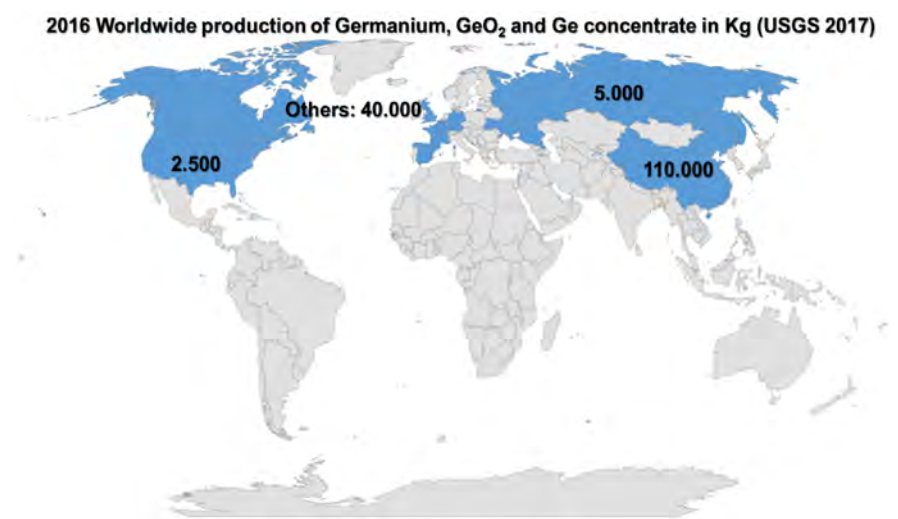 2016 Worldwide production of Germanium, GeO₂ and Ge concentrate in Kg (USGS 2017)
5.000
Others: 40.000
2.500
110.000